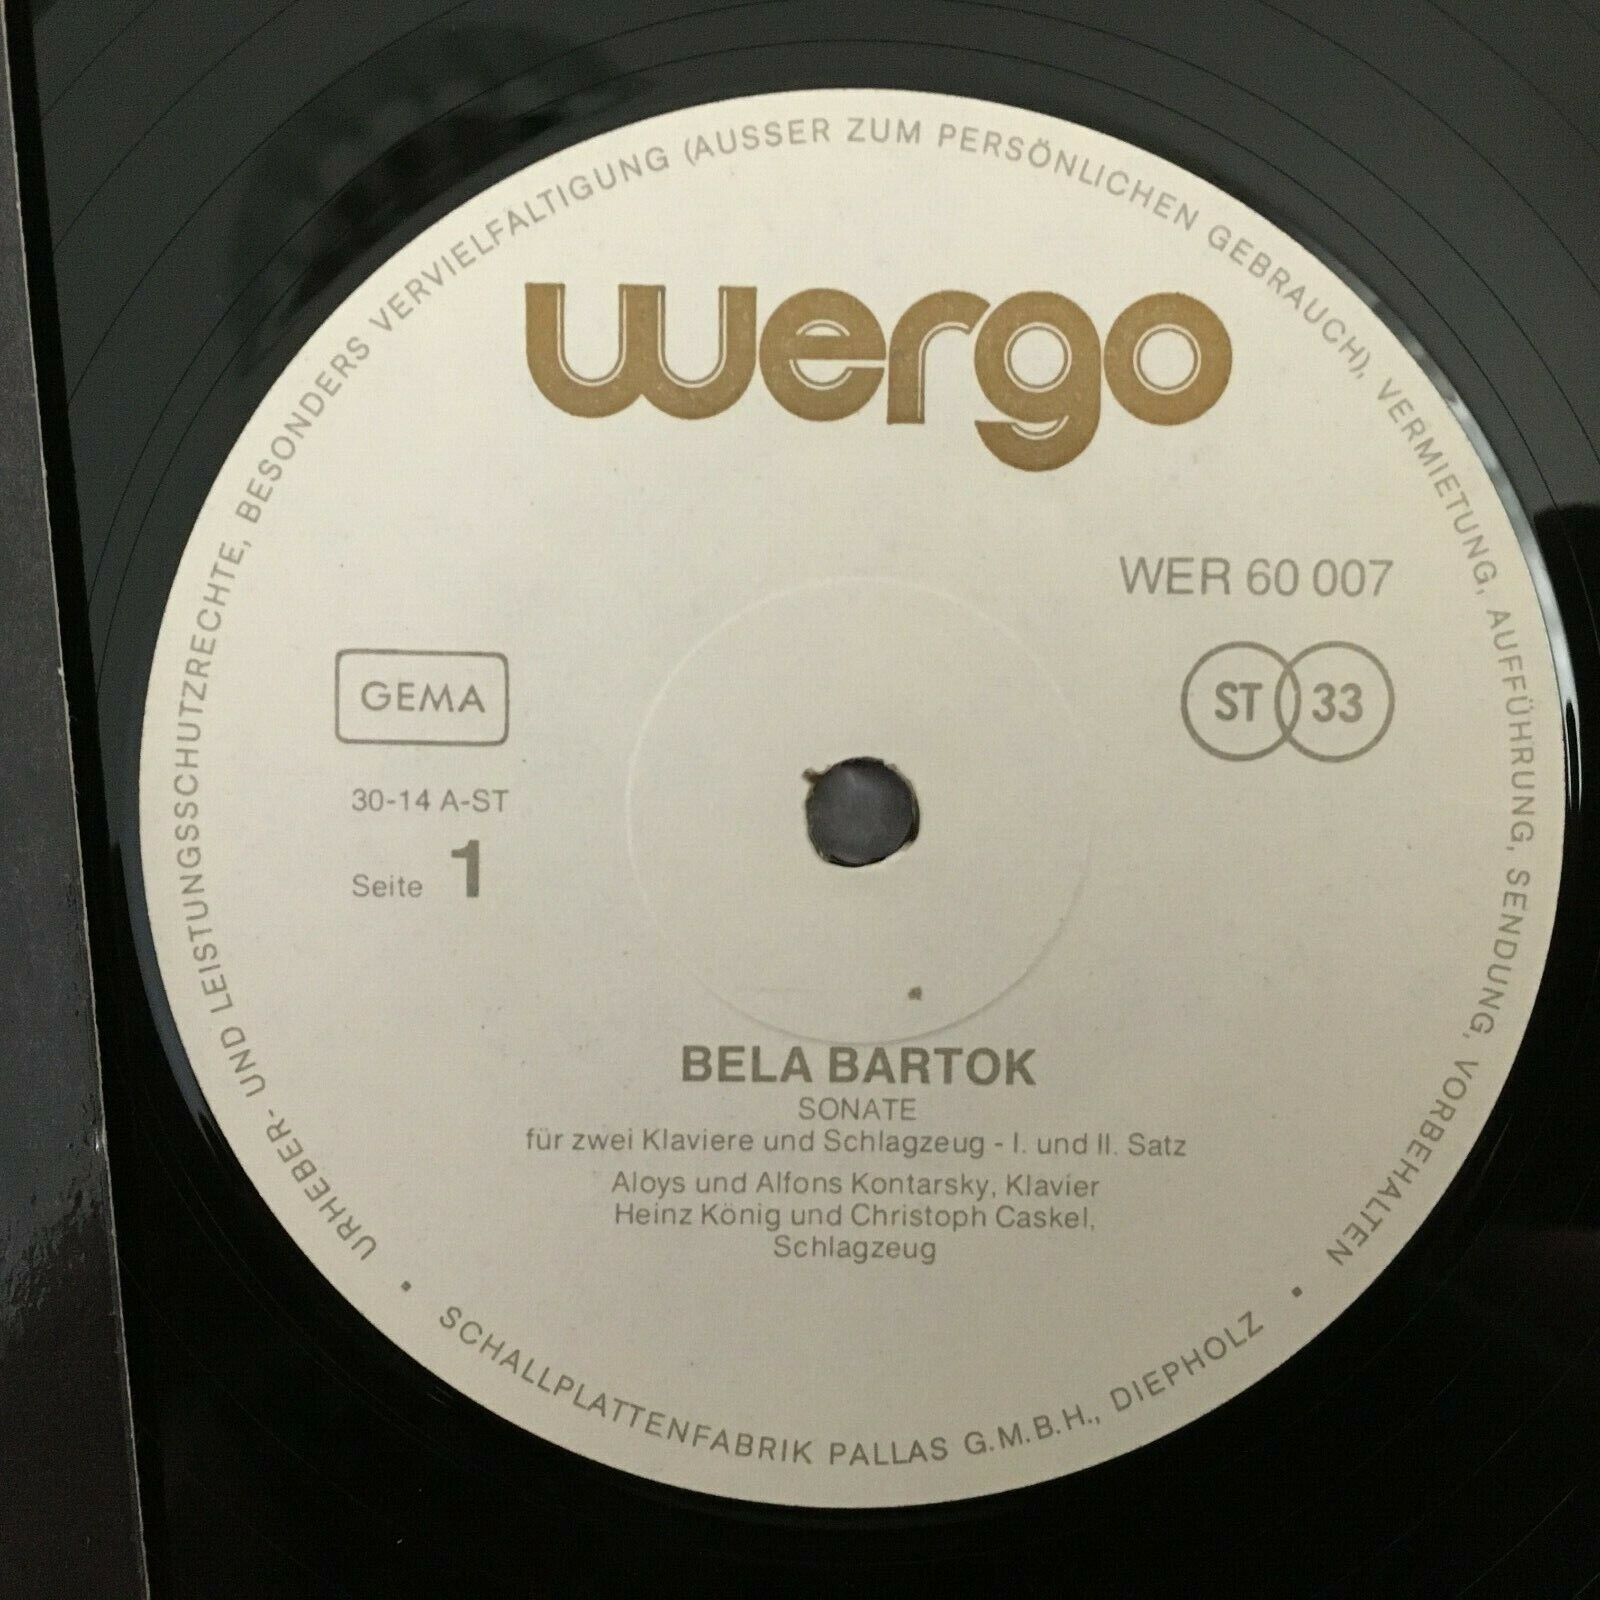 URHEBER- UND LEISTUNGSSCHUTZRECHTE, BESONDERS VERVIELFÄLTIGUNG (AUSSER ZUM PERSÖNLICHEN GEBRAUCH), VERMIETUNG, AUFFÜHRUNG, SENDUNG, VORBEHALTEN
wergo
WER 60 007
GEMA
ST 33
30-14 A-ST
Seite 1
BELA BARTOK
SONATE
für zwei Klaviere und Schlagzeug - I. und II. Satz
Aloys und Alfons Kontarsky, Klavier
Heinz König und Christoph Caskel,
Schlagzeug
• SCHALLPLATTENFABRIK PALLAS G.M.B.H., DIEPHOLZ •